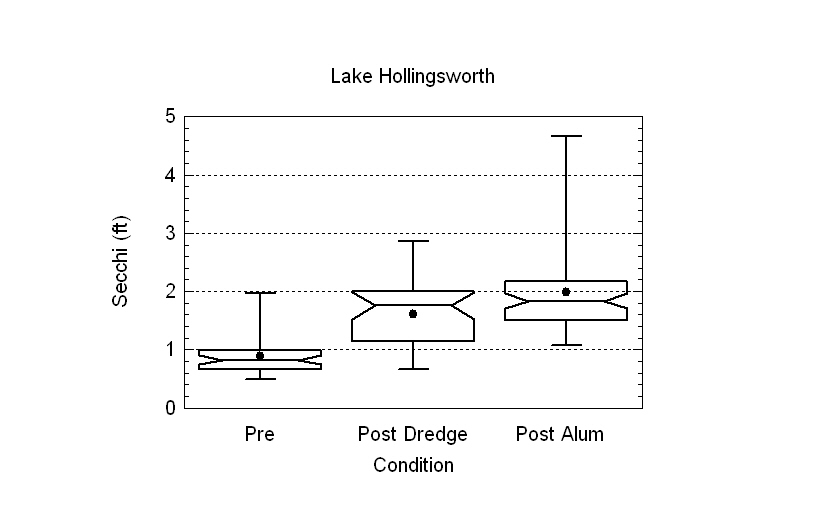 Lake Hollingsworth
5
4
3
2
1
0
Secchi (ft)
Pre Post Dredge Post Alum
Condition